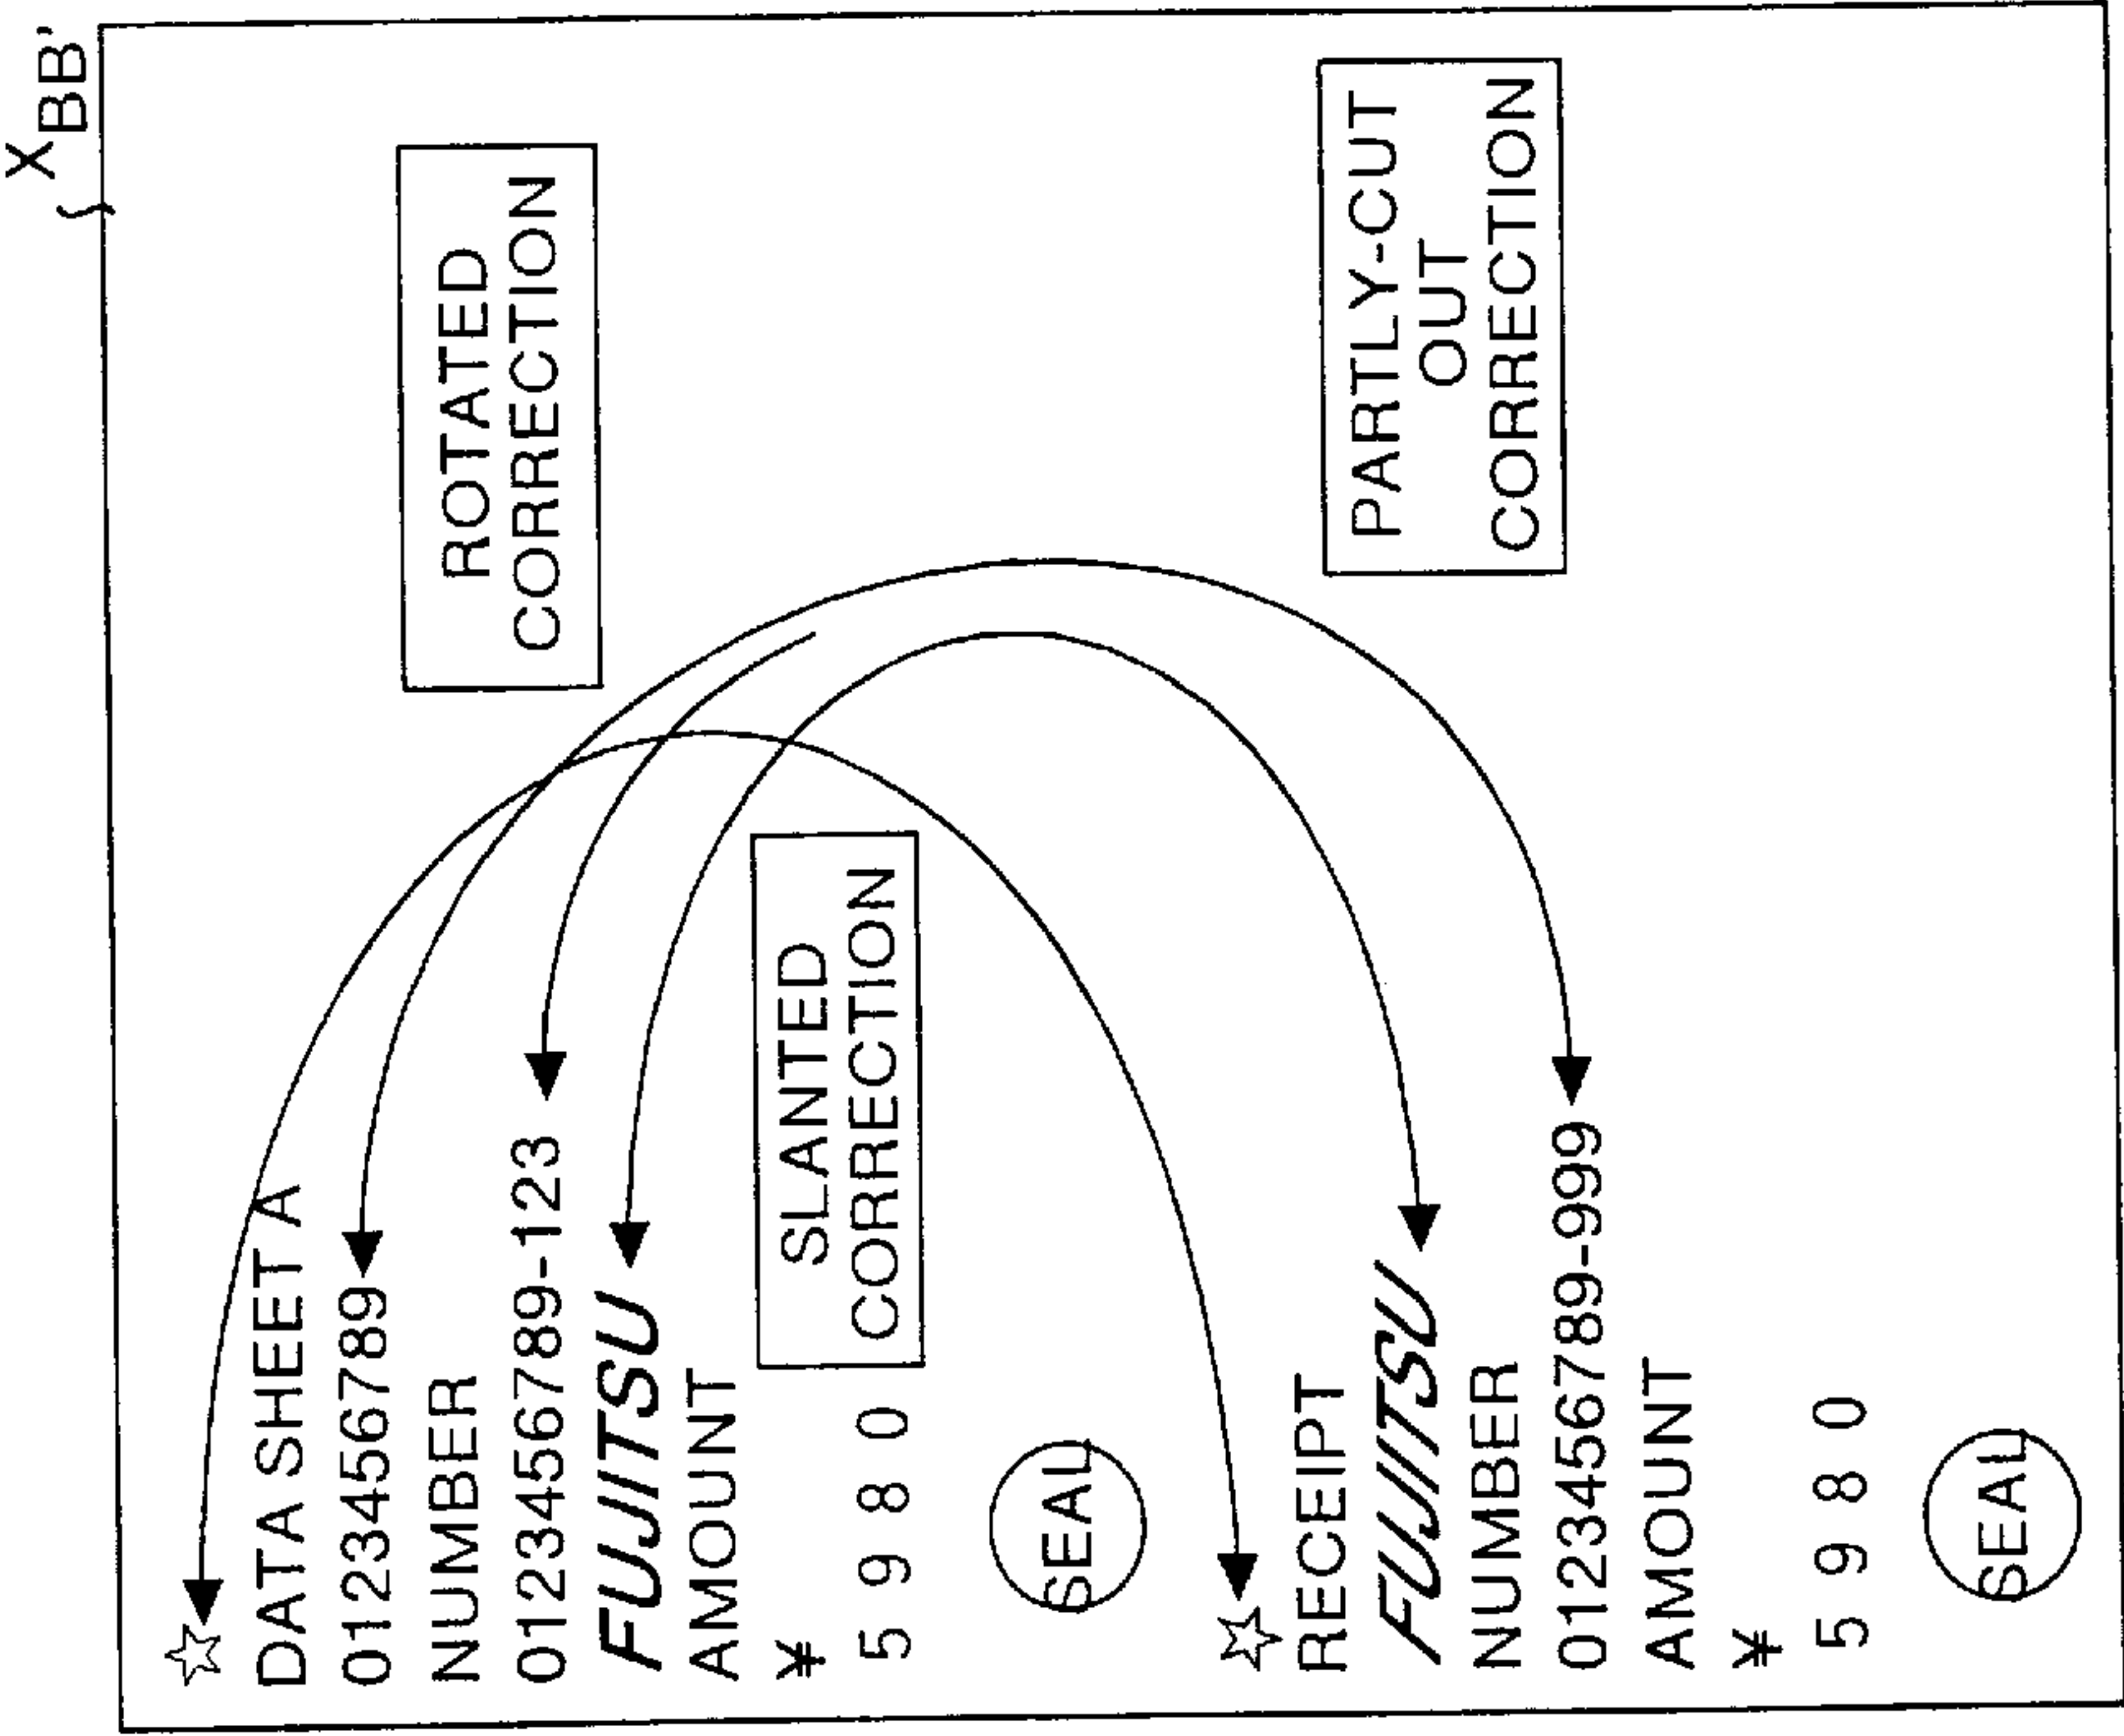 X BB'
☆
DATA SHEET A
0123456789
NUMBER
0123456789-123
FUJITSU
AMOUNT
¥
5 9 8 0
SEAL
☆
RECEIPT
FUJITSU
NUMBER
0123456789-999
AMOUNT
¥
5 9 8 0
SEAL
SLANTED
CORRECTION
ROTATED
CORRECTION
PARTLY-CUT
OUT
CORRECTION